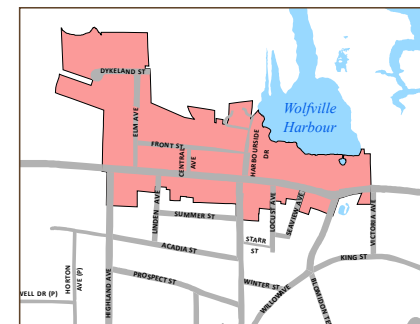 DYKELAND ST
Wolfville
Harbour
ELM AVE
FRONT ST
CENTRAL
AVE
HARBOURSIDE
DR
LINDEN AVE
SUMMER ST
LOCUST AVE
SEAVIEW AVE
VICTORIA AVE
ACADIA ST
STARR
ST
KING ST
HORTON
AVE (P)
PROSPECT ST
WINTER ST
HIGHLAND AVE
WILLOW AVE
BLOMIDON TE
WELL DR (P)